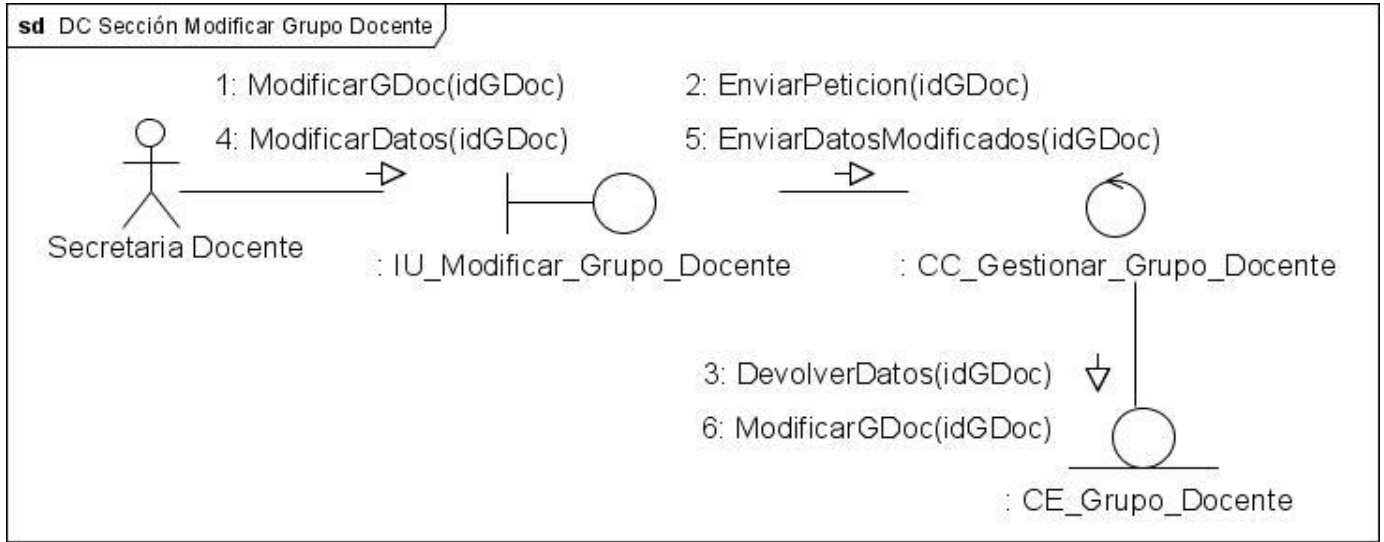 sd DC Sección Modificar Grupo Docente
1: ModificarGDoc(idGDoc)
2: EnviarPeticion(idGDoc)
4: ModificarDatos(idGDoc)
5: EnviarDatosModificados(idGDoc)
Secretaria Docente
: IU_Modificar_Grupo_Docente
: CC_Gestionar_Grupo_Docente
3: DevolverDatos(idGDoc)
6: ModificarGDoc(idGDoc)
: CE_Grupo_Docente